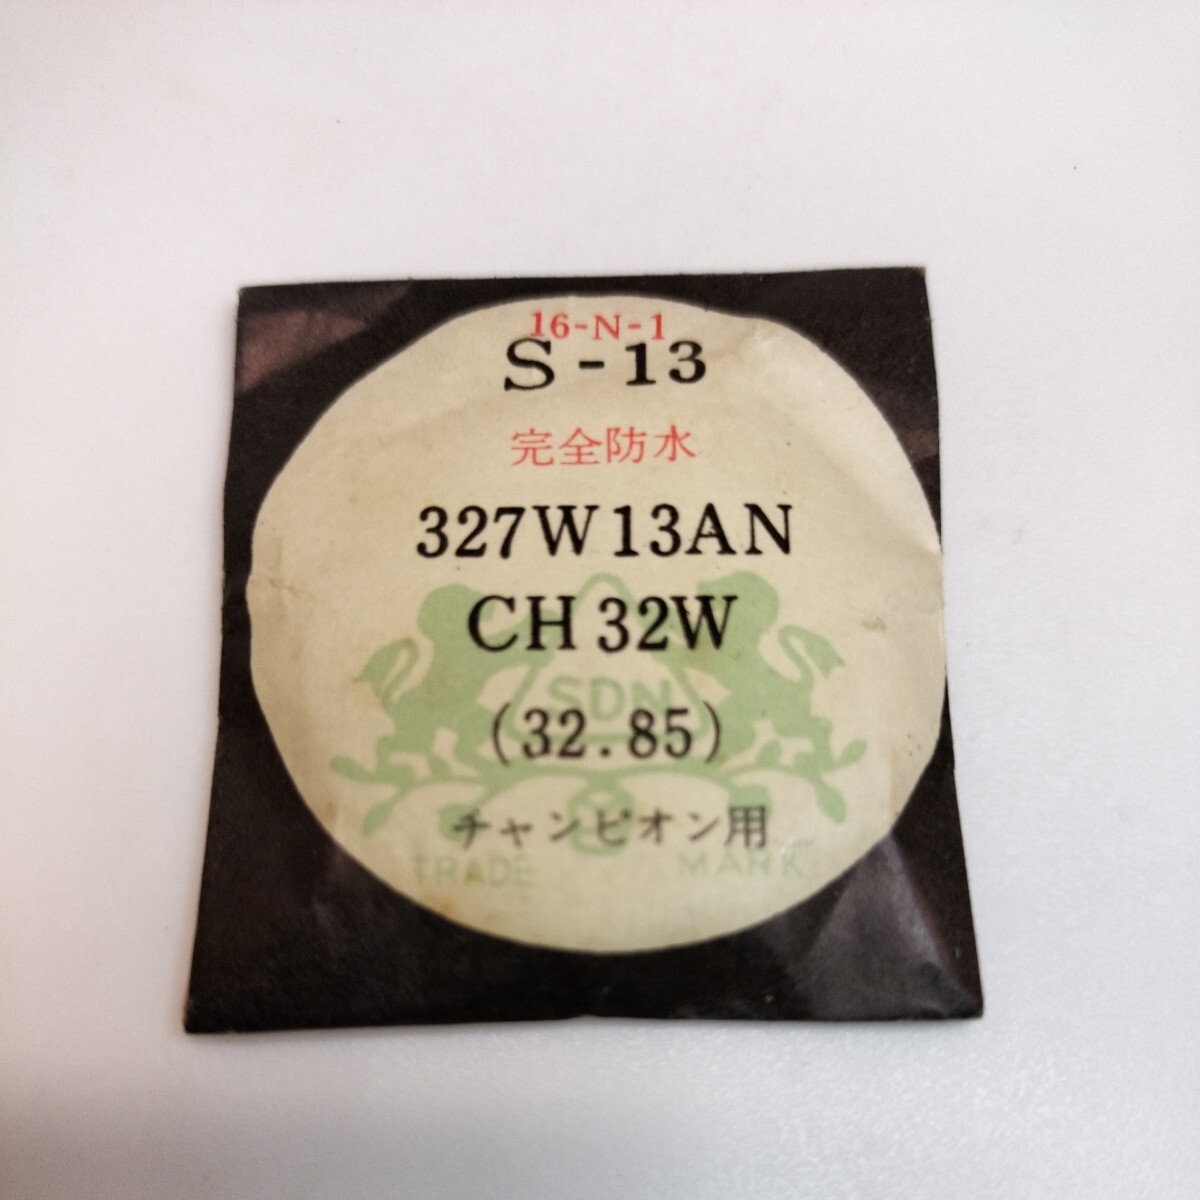 16-N-1
S-13
完全防水
327W13AN
CH 32W
SDN
(32.85)
チャンピオン用
TRADE MARK